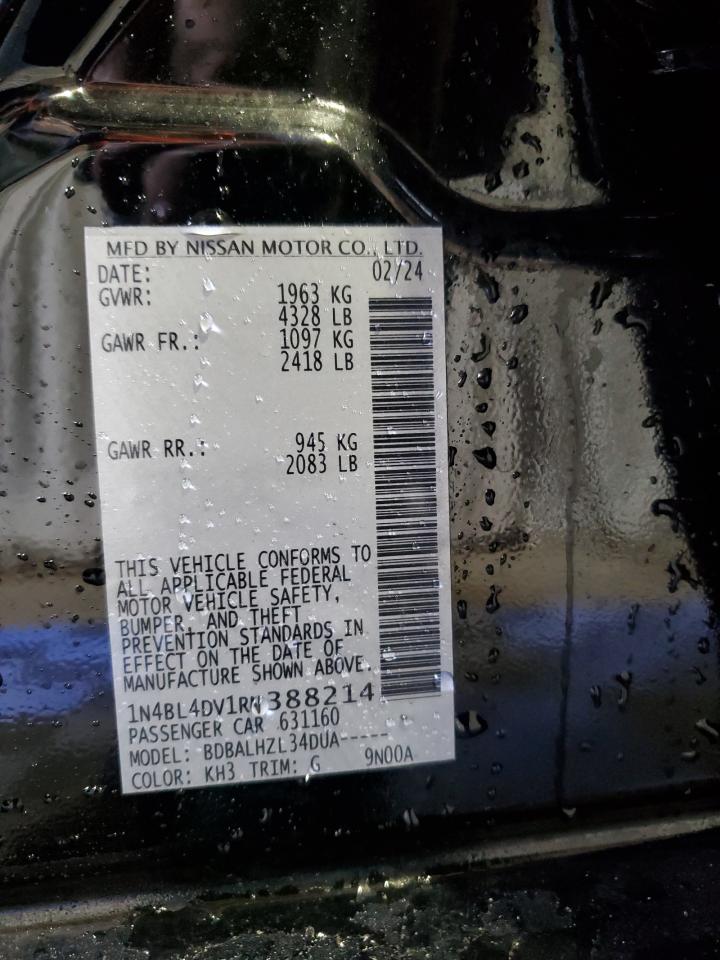 MFD BY NISSAN MOTOR CO., LTD.
DATE: 02/24
GVWR: 1963 KG
4328 LB
GAWR FR.: 1097 KG
2418 LB
GAWR RR.: 945 KG
2083 LB
THIS VEHICLE CONFORMS TO
ALL APPLICABLE FEDERAL
MOTOR VEHICLE SAFETY,
BUMPER, AND THEFT
PREVENTION STANDARDS IN
EFFECT ON THE DATE OF
MANUFACTURE SHOWN ABOVE.
1N4BL4DV1RN388214
PASSENGER CAR 631160
MODEL: BDBALHZL34DUA-----
COLOR: KH3 TRIM: G 9N00A